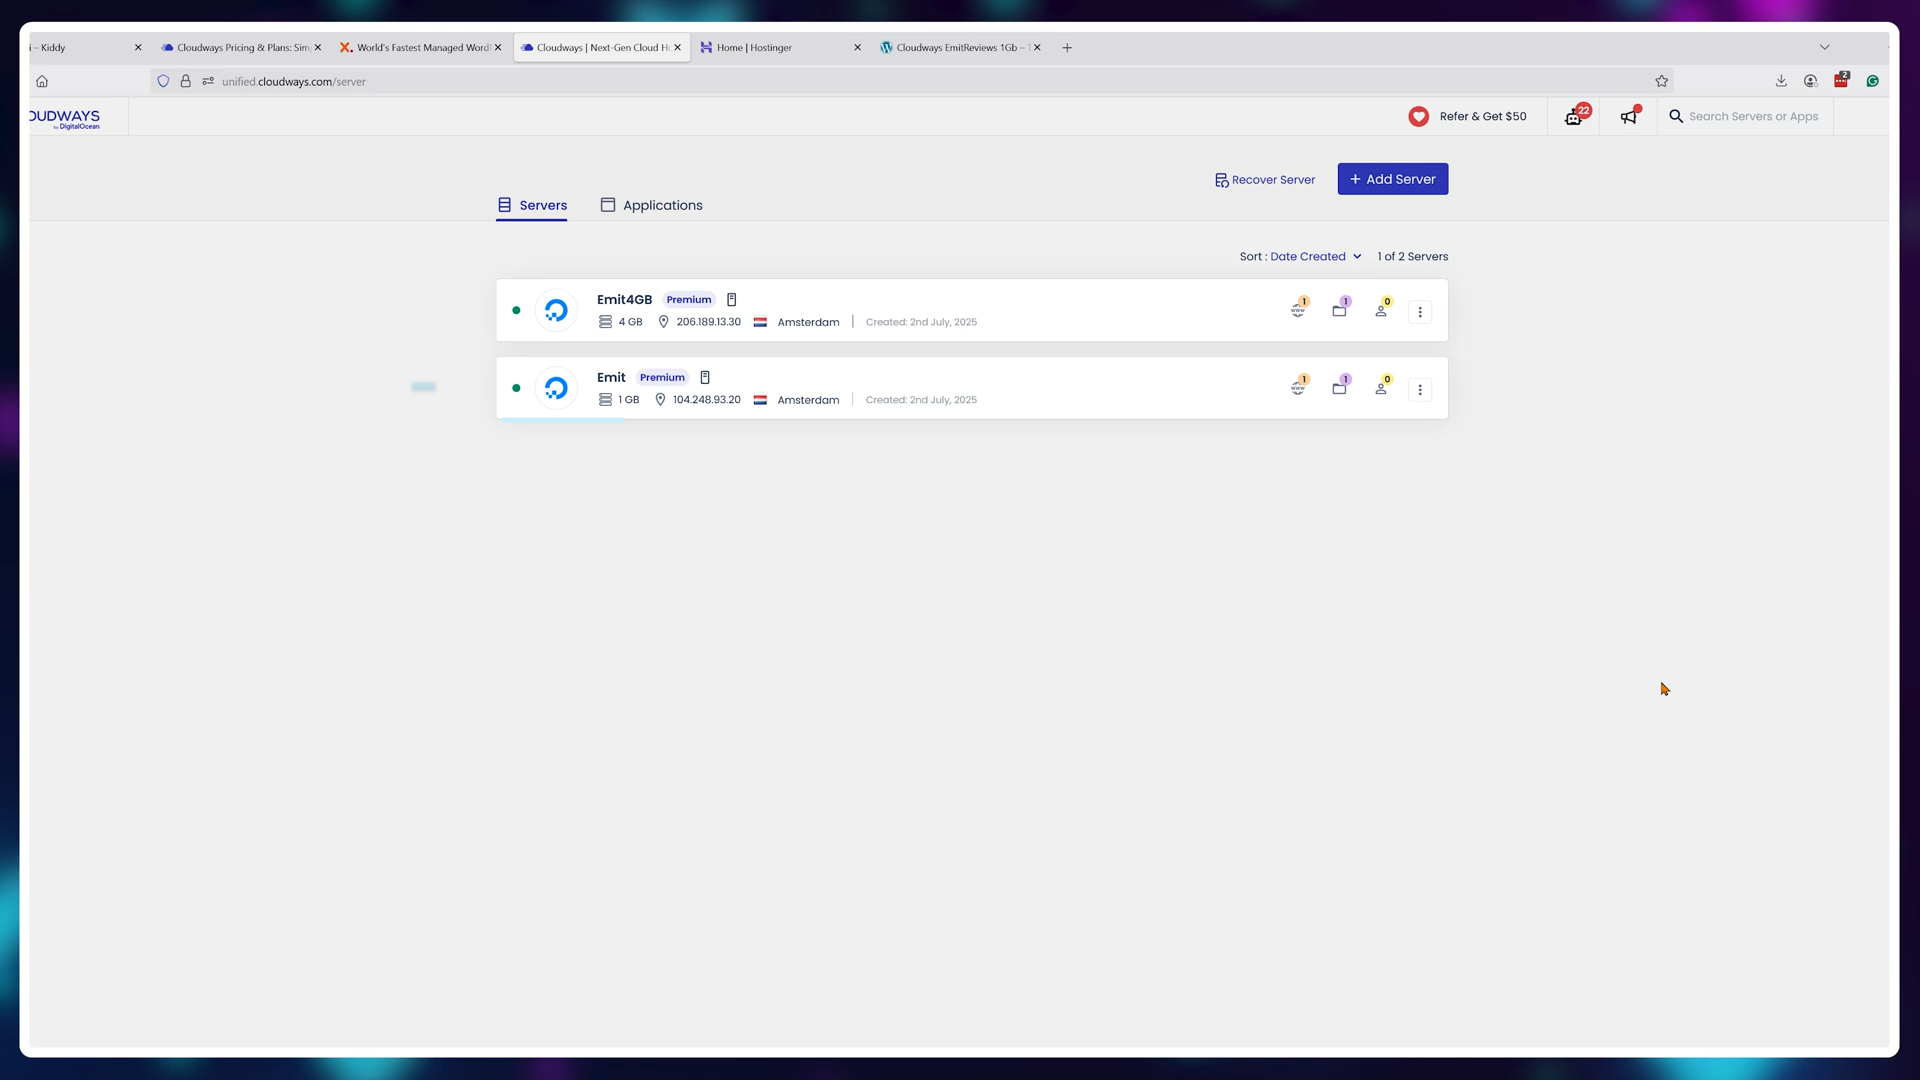 i – Kiddy
Cloudways Pricing & Plans: Sim
World's Fastest Managed Word
Cloudways | Next-Gen Cloud H
Home | Hostinger
Cloudways EmitReviews 1Gb – T
unified.cloudways.com/server
2
OUDWAYS
by DigitalOcean
Refer & Get $50
22
Search Servers or Apps
Recover Server
+ Add Server
Servers
Applications
Sort : Date Created
1 of 2 Servers
Emit4GB Premium
4 GB 206.189.13.30 Amsterdam | Created: 2nd July, 2025
www 1 1 0
Emit Premium
1 GB 104.248.93.20 Amsterdam | Created: 2nd July, 2025
www 1 1 0